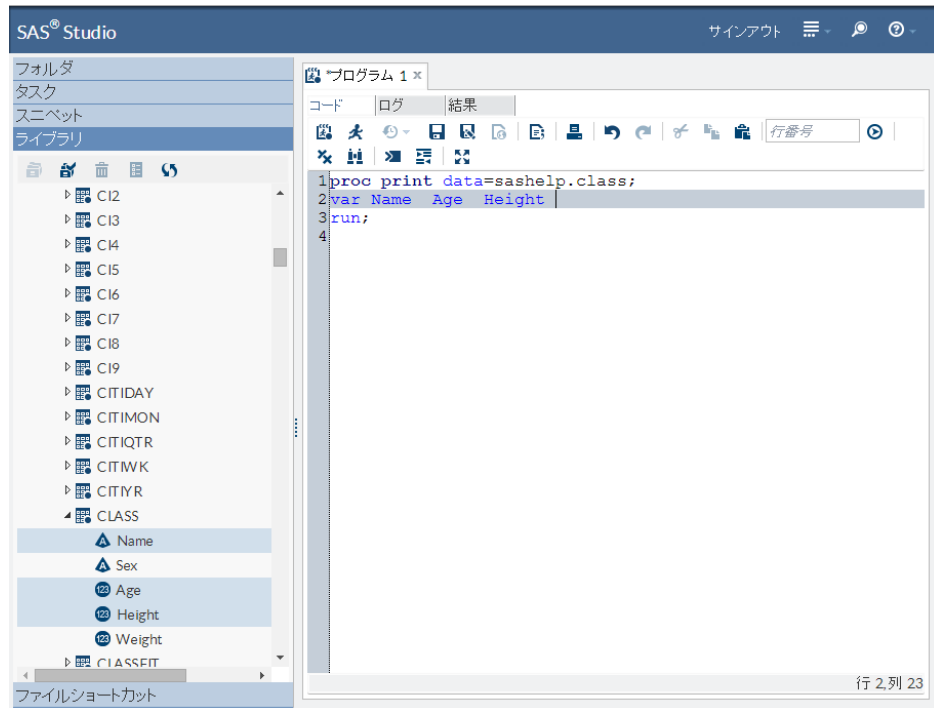 SAS® Studio
サインアウト
フォルダ
タスク
スニペット
ライブラリ
CI2
CI3
CI4
CI5
CI6
CI7
CI8
CI9
CITIDAY
CITIMON
CITIQTR
CITIWK
CITIYR
CLASS
Name
Sex
Age
Height
Weight
CLASSFIT
ファイルショートカット
*プログラム 1 ×
コード ログ 結果
行番号
1 proc print data=sashelp.class;
2 var Name Age Height
3 run;
4
行 2,列 23